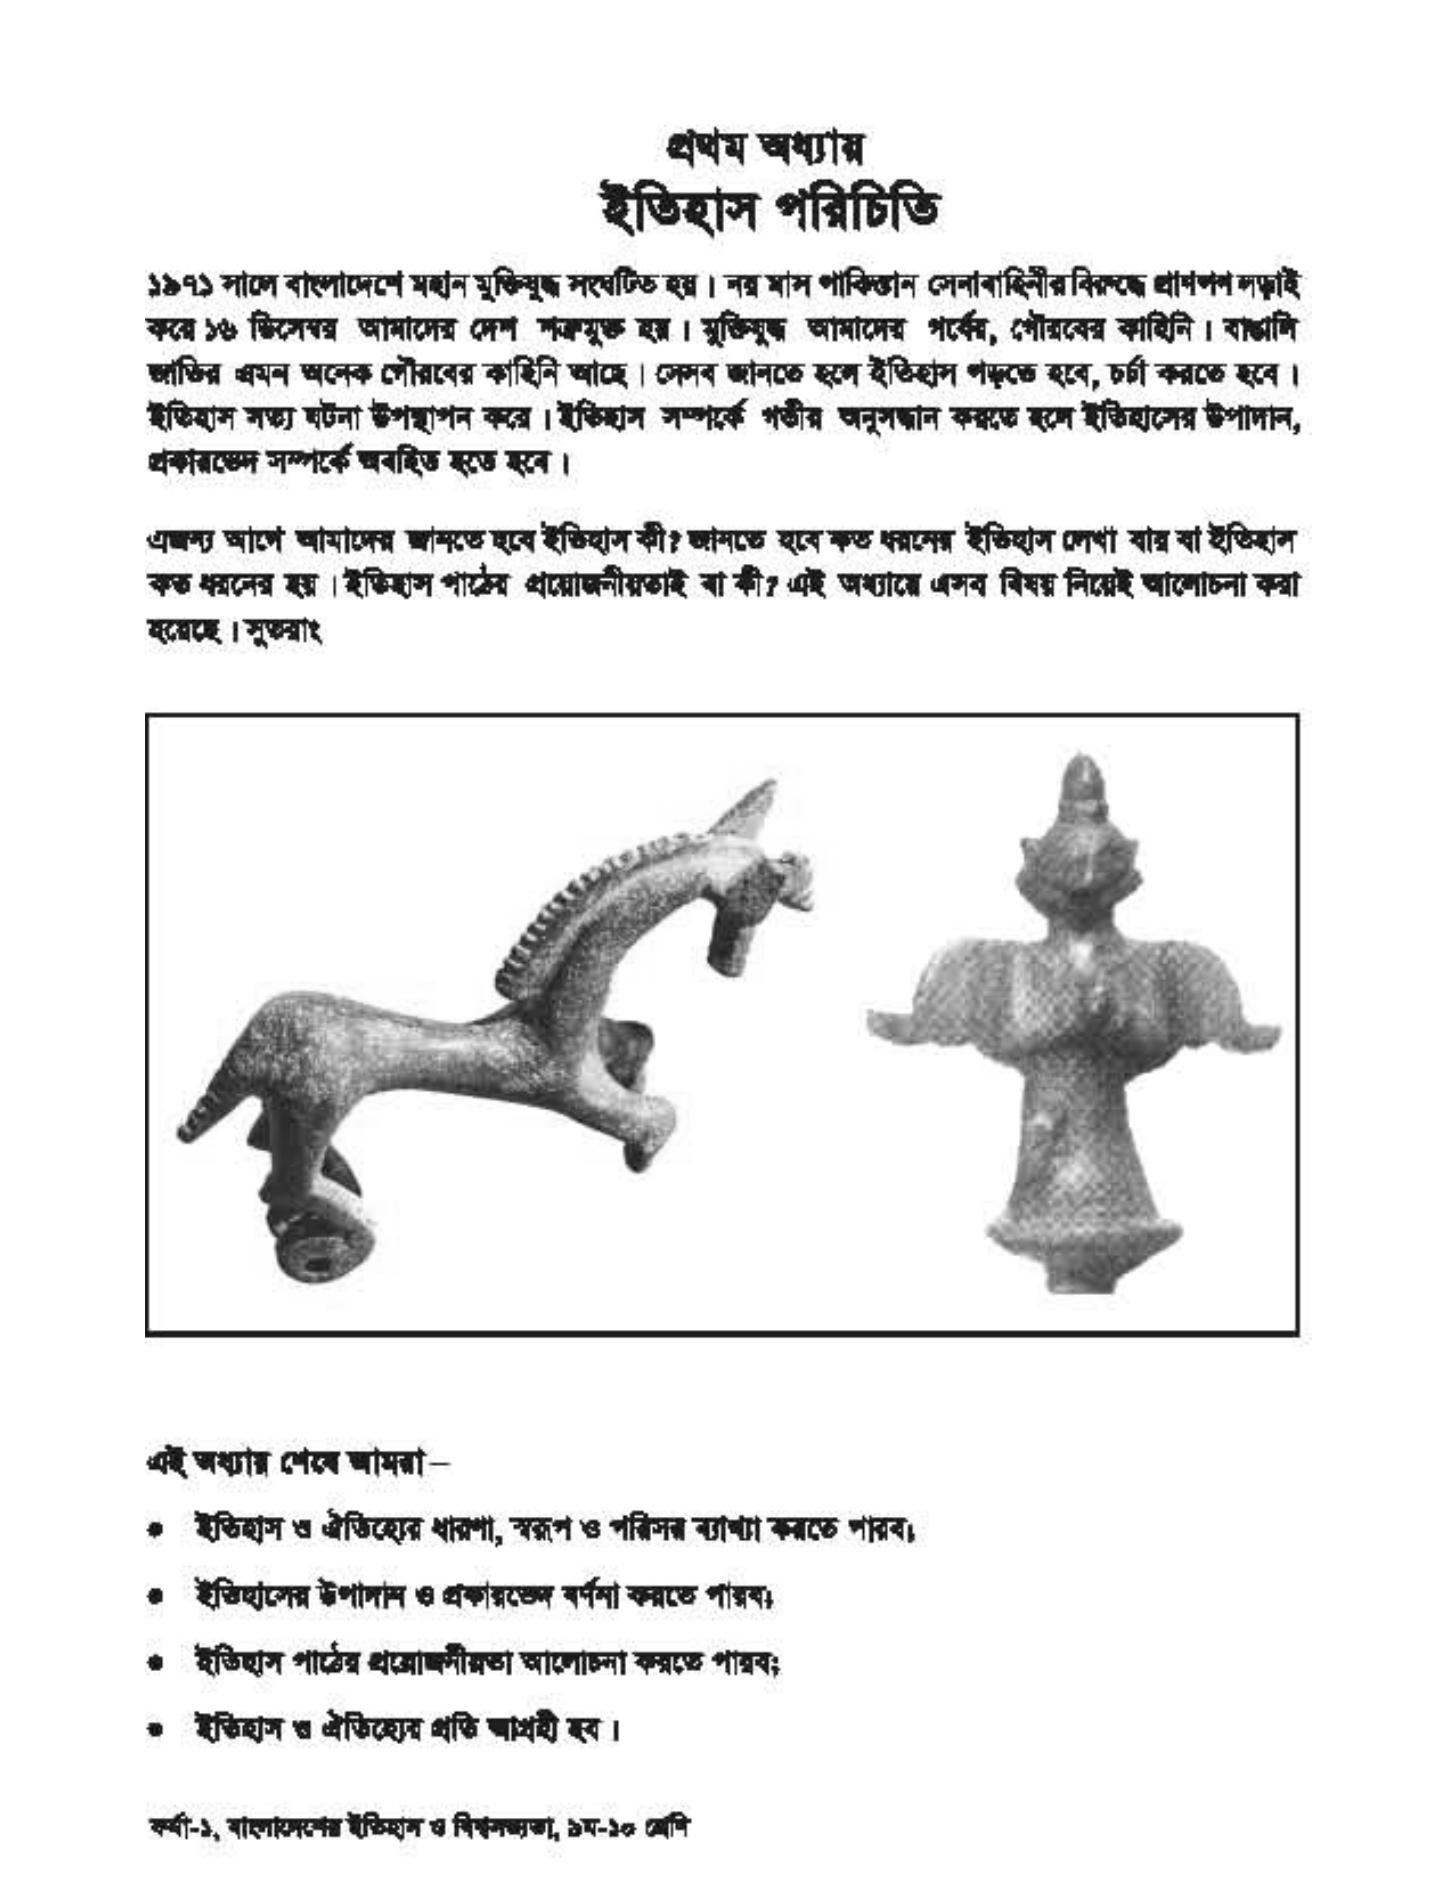 প্রথম অধ্যায়
ইতিহাস পরিচিতি
১৯৭১ সালে বাংলাদেশে মহান মুক্তিযুদ্ধ সংঘটিত হয়। নয় মাস পাকিস্তান সেনাবাহিনীর বিরুদ্ধে প্রাণপণ লড়াই
করে ১৬ ডিসেম্বর আমাদের দেশ শত্রুমুক্ত হয়। মুক্তিযুদ্ধ আমাদের গর্বের, গৌরবের কাহিনি। বাঙালি
জাতির এমন অনেক গৌরবের কাহিনি আছে। সেসব জানতে হলে ইতিহাস পড়তে হবে, চর্চা করতে হবে।
ইতিহাস সত্য ঘটনা উপস্থাপন করে। ইতিহাস সম্পর্কে গভীর অনুসন্ধান করতে হলে ইতিহাসের উপাদান,
প্রকারভেদ সম্পর্কে অবহিত হতে হবে।
এজন্য আগে আমাদের জানতে হবে ইতিহাস কী? জানতে হবে কত ধরনের ইতিহাস লেখা যায় বা ইতিহাস
কত ধরনের হয়। ইতিহাস পাঠের প্রয়োজনীয়তাই বা কী? এই অধ্যায়ে এসব বিষয় নিয়েই আলোচনা করা
হয়েছে। সুতরাং
এই অধ্যায় শেষে আমরা–
• ইতিহাস ও ঐতিহ্যের ধারণা, স্বরূপ ও পরিসর ব্যাখ্যা করতে পারব;
• ইতিহাসের উপাদান ও প্রকারভেদ বর্ণনা করতে পারব;
• ইতিহাস পাঠের প্রয়োজনীয়তা আলোচনা করতে পারব;
• ইতিহাস ও ঐতিহ্যের প্রতি আগ্রহী হব।
ফর্মা-১, বাংলাদেশের ইতিহাস ও বিশ্বসভ্যতা, ৯ম-১০ শ্রেণি